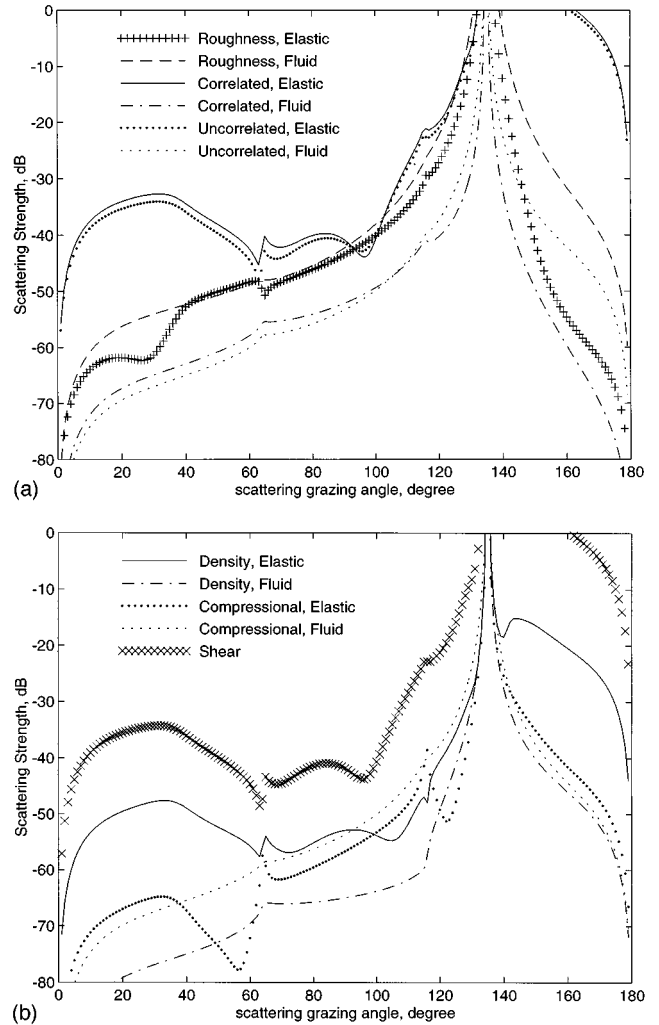 0
-10
-20
-30
-40
-50
-60
-70
-80
Scattering Strength, dB
Roughness, Elastic
Roughness, Fluid
Correlated, Elastic
Correlated, Fluid
Uncorrelated, Elastic
Uncorrelated, Fluid
0 20 40 60 80 100 120 140 160 180
scattering grazing angle, degree
(a)
0
-10
-20
-30
-40
-50
-60
-70
-80
Scattering Strength, dB
Density, Elastic
Density, Fluid
Compressional, Elastic
Compressional, Fluid
Shear
0 20 40 60 80 100 120 140 160 180
scattering grazing angle, degree
(b)